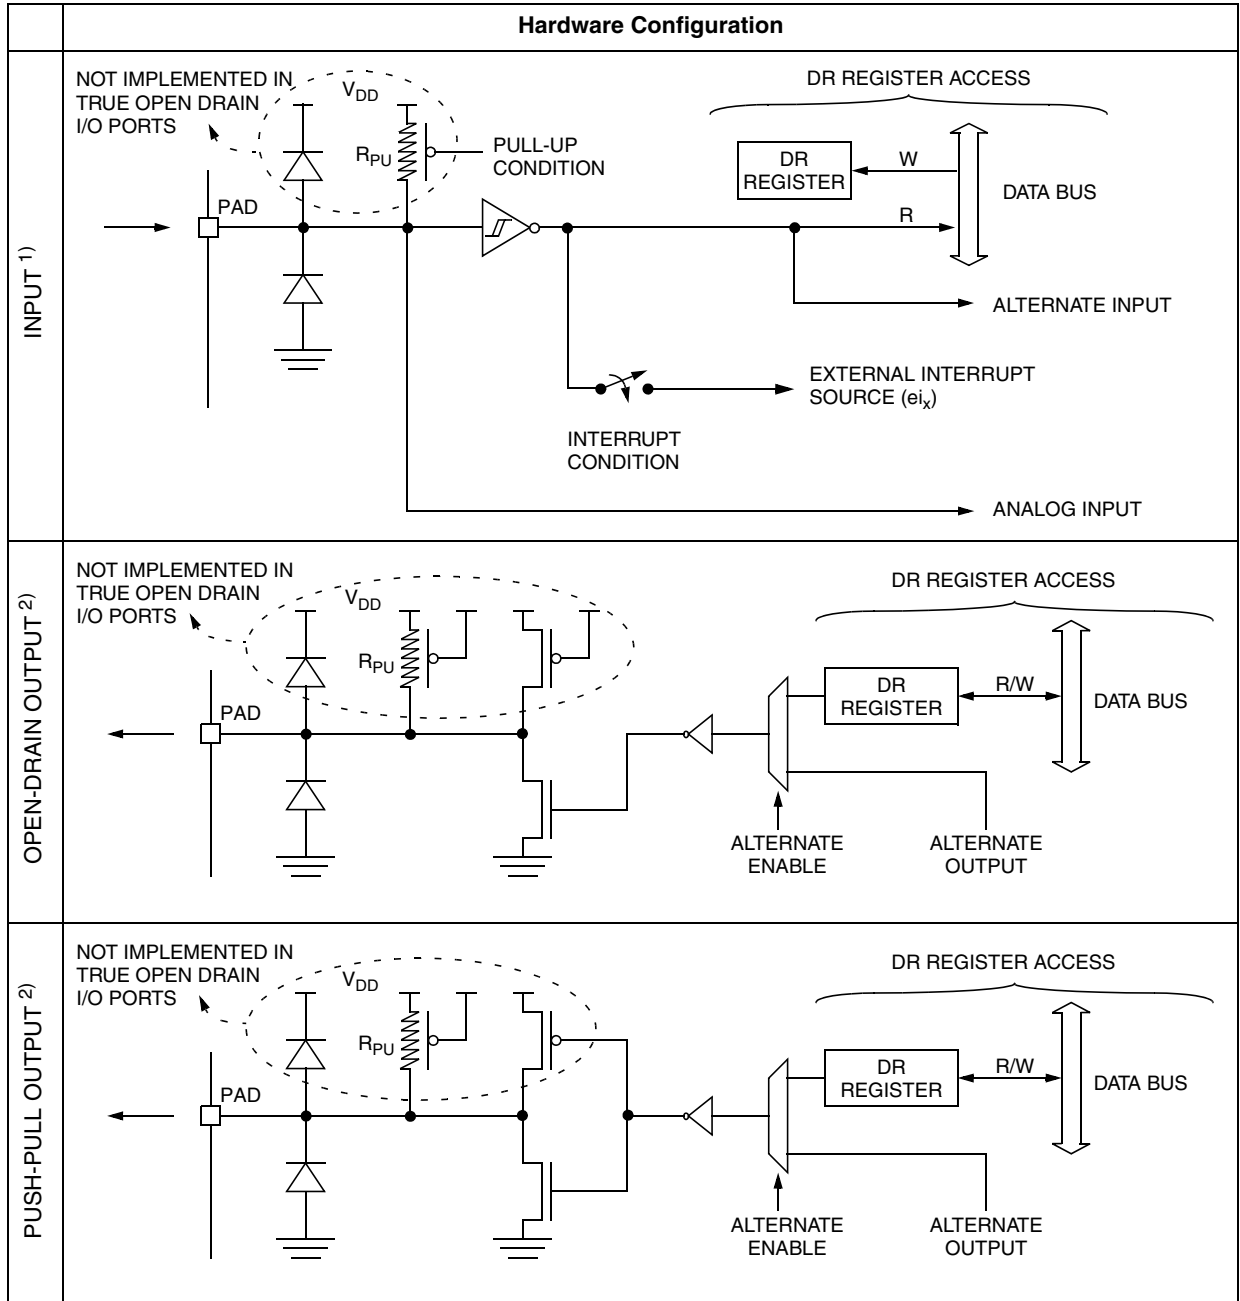 Hardware Configuration
INPUT 1)
NOT IMPLEMENTED IN
TRUE OPEN DRAIN
I/O PORTS
VDD
RPU
PULL-UP
CONDITION
PAD
DR REGISTER ACCESS
DR
REGISTER
W
R
DATA BUS
ALTERNATE INPUT
EXTERNAL INTERRUPT
SOURCE (eix)
INTERRUPT
CONDITION
ANALOG INPUT
OPEN-DRAIN OUTPUT 2)
NOT IMPLEMENTED IN
TRUE OPEN DRAIN
I/O PORTS
VDD
RPU
PAD
DR REGISTER ACCESS
DR
REGISTER
R/W
DATA BUS
ALTERNATE
ENABLE
ALTERNATE
OUTPUT
PUSH-PULL OUTPUT 2)
NOT IMPLEMENTED IN
TRUE OPEN DRAIN
I/O PORTS
VDD
RPU
PAD
DR REGISTER ACCESS
DR
REGISTER
R/W
DATA BUS
ALTERNATE
ENABLE
ALTERNATE
OUTPUT